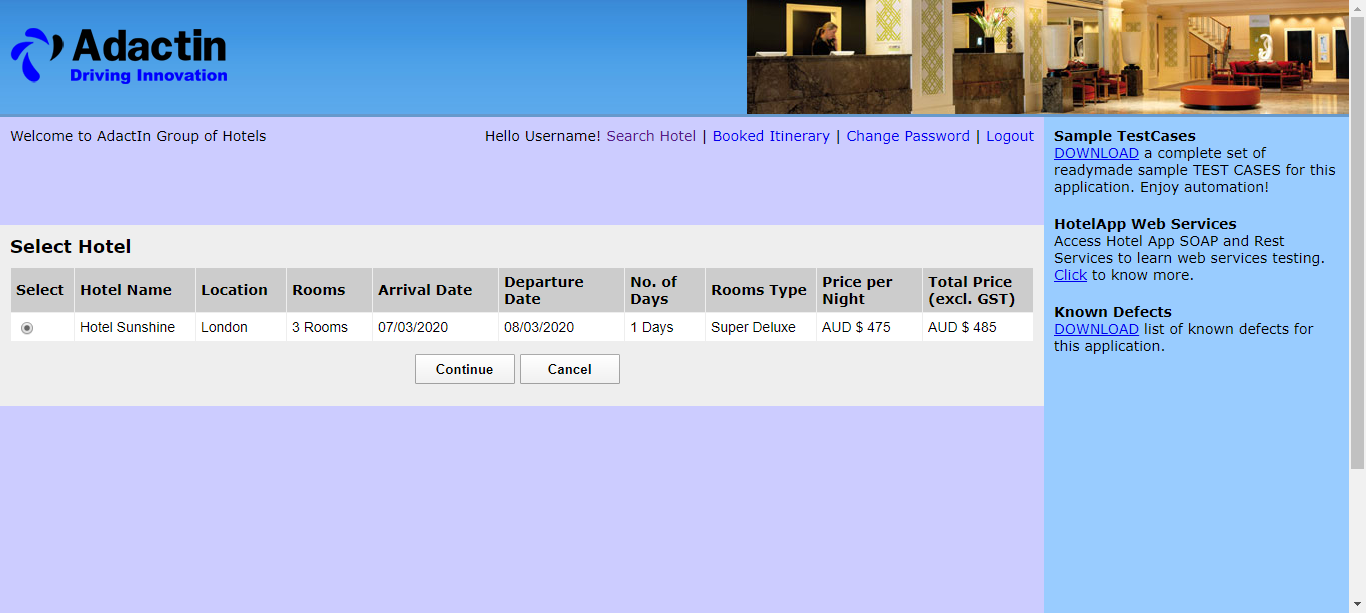 Adactin
Driving Innovation
Welcome to AdactIn Group of Hotels
Hello Username! Search Hotel | Booked Itinerary | Change Password | Logout
Select Hotel
Select Hotel Name Location Rooms Arrival Date Departure Date No. of Days Rooms Type Price per Night Total Price (excl. GST)
Hotel Sunshine London 3 Rooms 07/03/2020 08/03/2020 1 Days Super Deluxe AUD $ 475 AUD $ 485
Continue Cancel
Sample TestCases
DOWNLOAD a complete set of
readymade sample TEST CASES for this
application. Enjoy automation!
HotelApp Web Services
Access Hotel App SOAP and Rest
Services to learn web services testing.
Click to know more.
Known Defects
DOWNLOAD list of known defects for
this application.